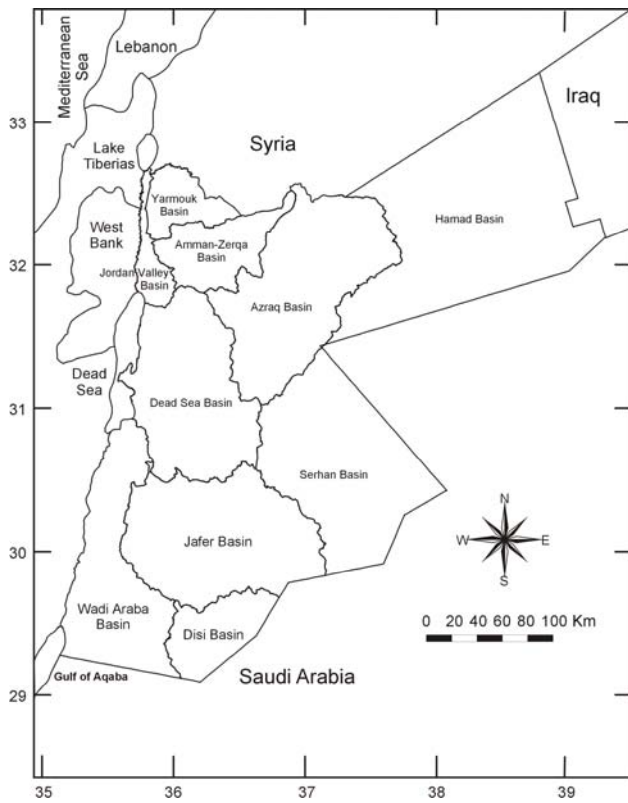 Mediterranean
Sea
Lebanon
Iraq
33
Syria
Lake
Tiberias
Yarmouk
Basin
Hamad Basin
West
Bank
Amman-Zerqa
Basin
32
Jordan Valley
Basin
Azraq Basin
Dead
Sea
31
Dead Sea Basin
Serhan Basin
N
W
E
S
30
Jafer Basin
Wadi Araba
Basin
Disi Basin
0 20 40 60 80 100 Km
Gulf of Aqaba
Saudi Arabia
29
35
36
37
38
39